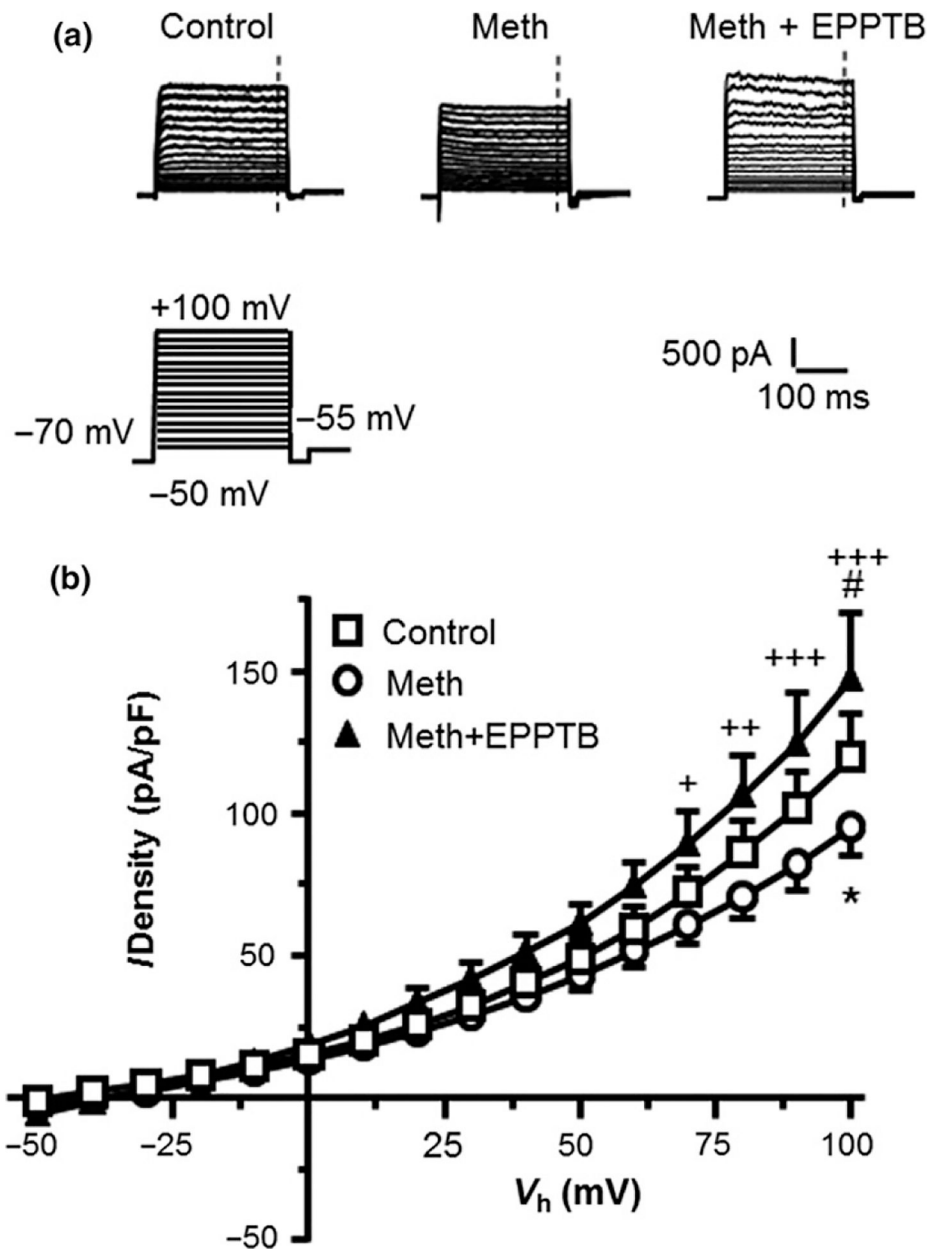 (a)
Control Meth Meth + EPPTB
+100 mV
500 pA
100 ms
–70 mV –55 mV
–50 mV
(b)
+++
#
Control
Meth
Meth+EPPTB
+++
++
+
*
IDensity (pA/pF)
150
100
50
–50 –25 25 50 75 100
Vh (mV)
–50